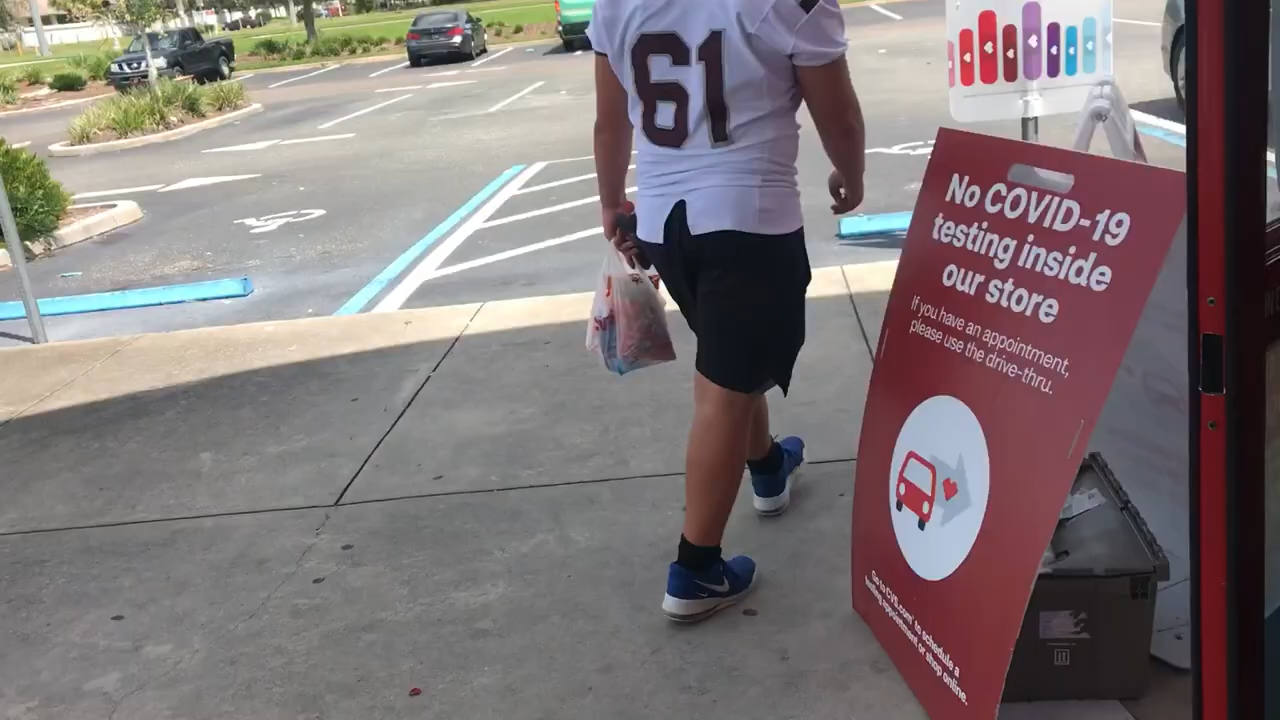 61
No COVID-19
testing inside
our store
If you have an appointment,
please use the drive-thru.
Go to CVS.com® to schedule a
testing appointment or shop online.